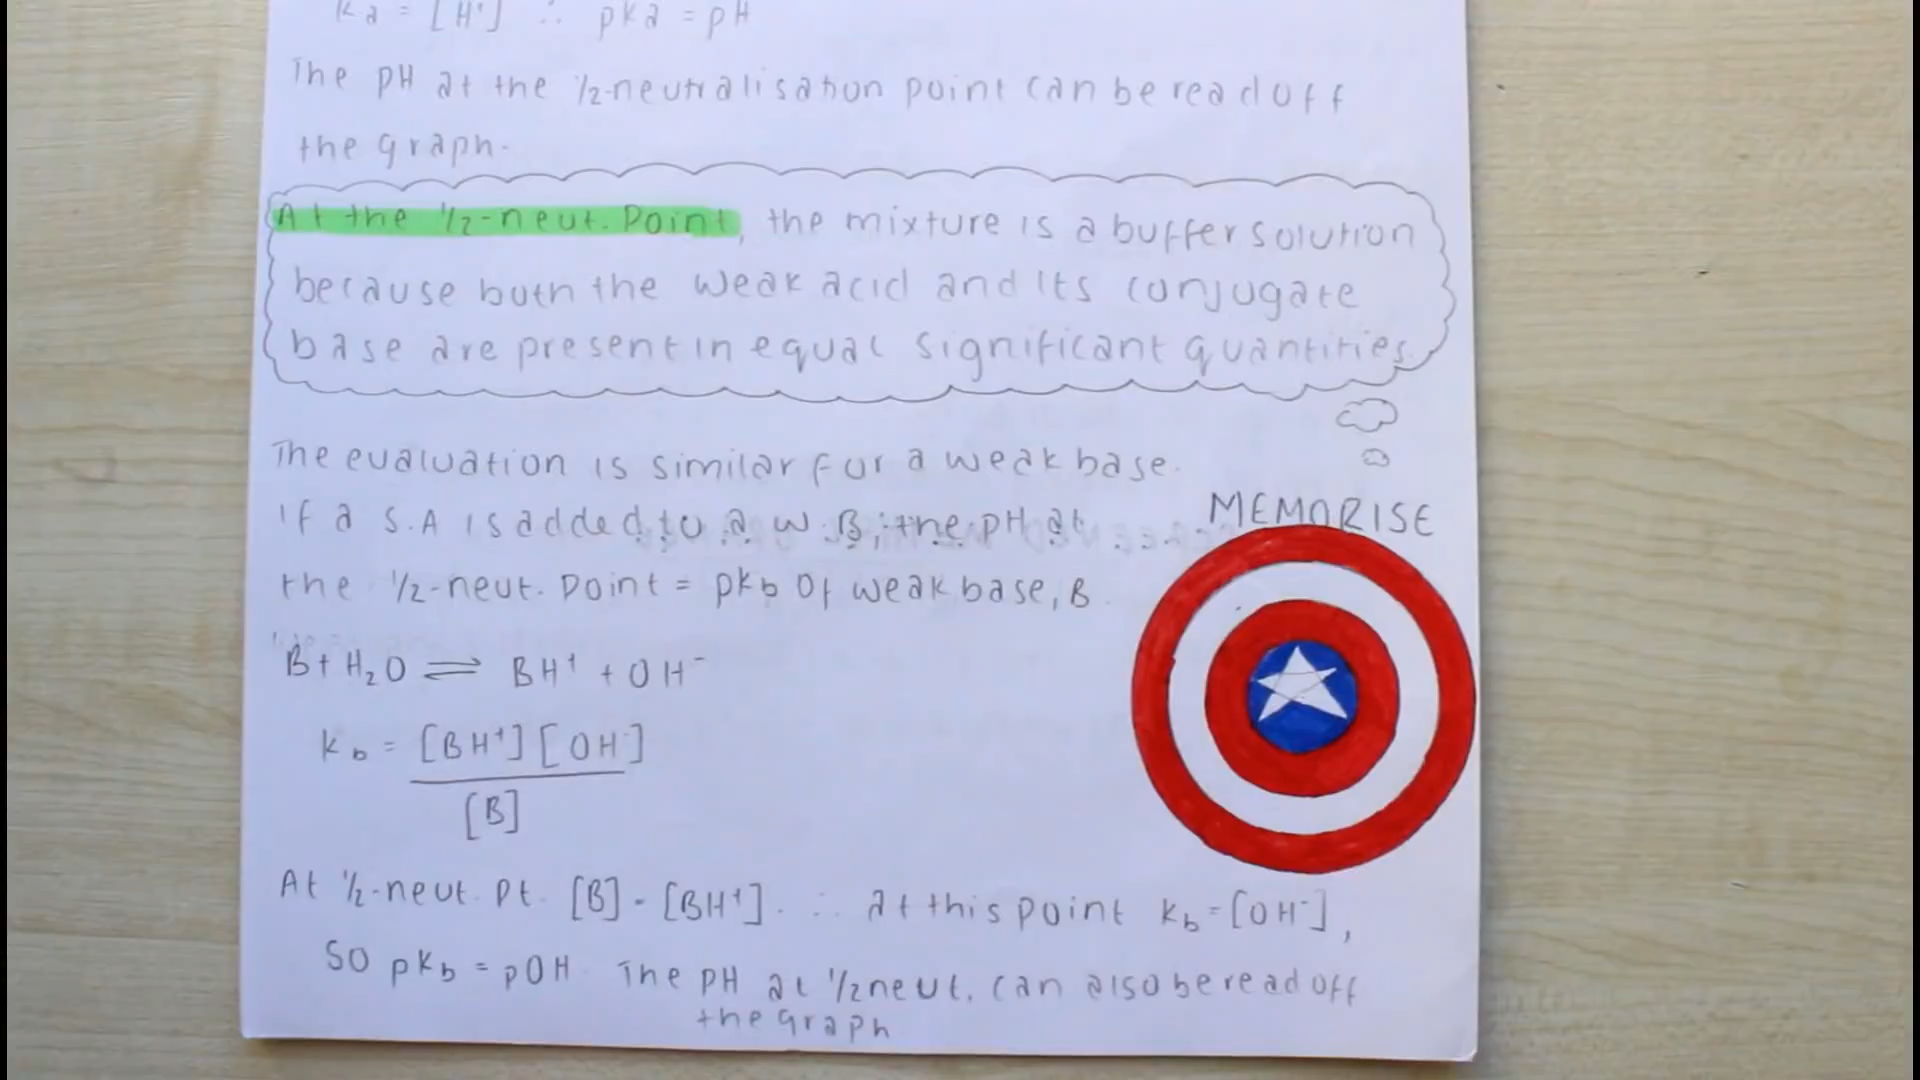 Ka = [H⁺] ∴ pKa = pH
The pH at the ½-neutralisation point can be read off
the graph.
At the ½-neut. Point, the mixture is a buffer solution
because both the weak acid and its conjugate
base are present in equal significant quantities.
The evaluation is similar for a weak base.
If a S.A is added to a W.B, the pH at
the ½-neut. Point = pKb of weak base, B
MEMORISE
B + H₂O ⇌ BH⁺ + OH⁻
Kb = [BH⁺][OH⁻]
[B]
At ½-neut. pt. [B] = [BH⁺]. ∴ at this point Kb = [OH⁻],
so pKb = pOH. The pH at ½ neut. can also be read off
the graph